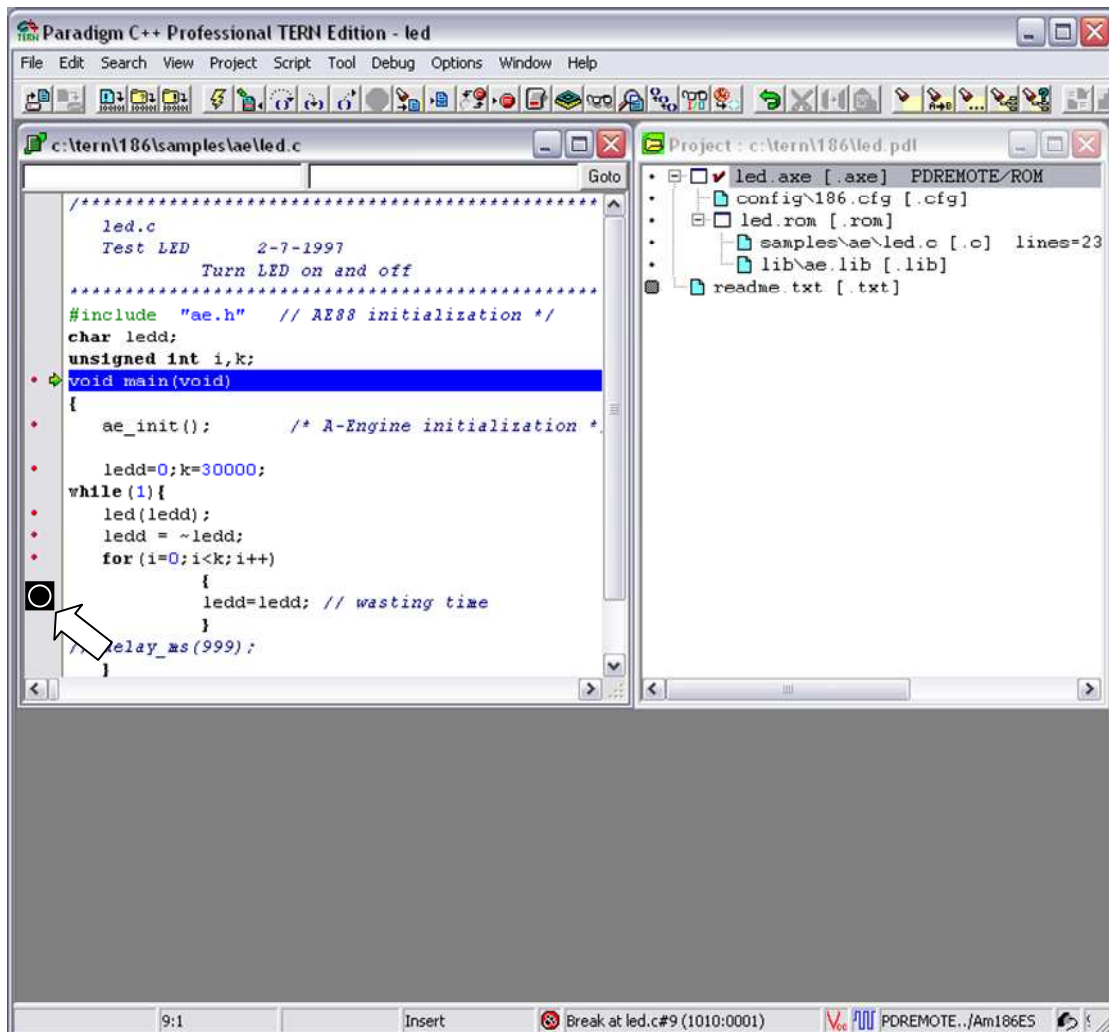 Paradigm C++ Professional TERN Edition - led
File Edit Search View Project Script Tool Debug Options Window Help
c:\tern\186\samples\ae\led.c
Goto
/***********************************************
led.c
Test LED 2-7-1997
Turn LED on and off
************************************************
#include "ae.h" // AE88 initialization */
char ledd;
unsigned int i,k;
void main(void)
{
ae_init(); /* A-Engine initialization *
ledd=0;k=30000;
while(1){
led(ledd);
ledd = ~ledd;
for(i=0;i<k;i++)
{
ledd=ledd; // wasting time
}
// delay_ms(999);
}
Project : c:\tern\186\led.pdl
led.axe [.axe] PDREMOTE/ROM
config\186.cfg [.cfg]
led.rom [.rom]
samples\ae\led.c [.c] lines=23
lib\ae.lib [.lib]
readme.txt [.txt]
9:1 Insert Break at led.c#9 (1010:0001) Vcc PDREMOTE../Am186ES